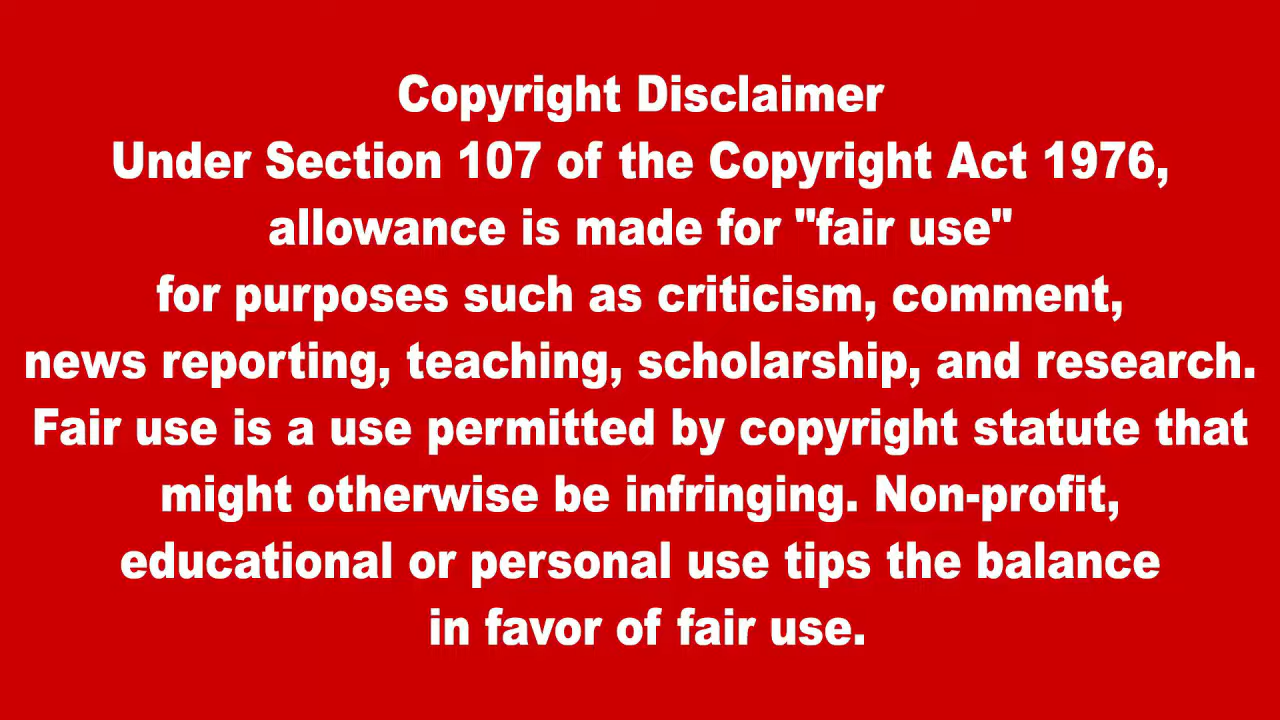 Copyright Disclaimer
Under Section 107 of the Copyright Act 1976,
allowance is made for "fair use"
for purposes such as criticism, comment,
news reporting, teaching, scholarship, and research.
Fair use is a use permitted by copyright statute that
might otherwise be infringing. Non-profit,
educational or personal use tips the balance
in favor of fair use.